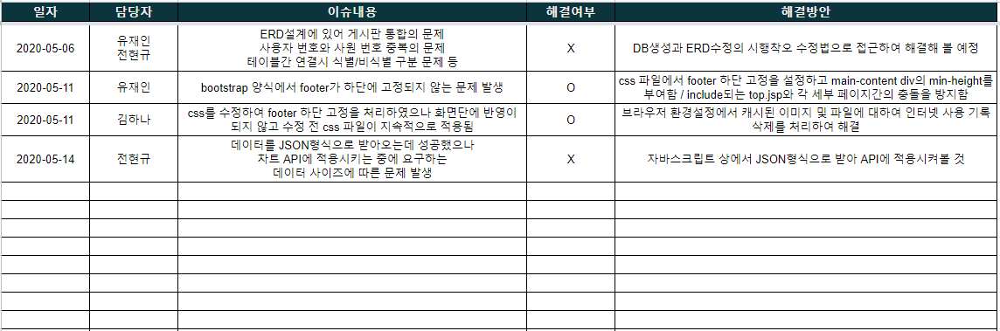 일자 담당자 이슈내용 해결여부 해결방안
2020-05-06
유재인
전현규
ERD설계에 있어 게시판 통합의 문제
사용자 번호와 사원 번호 중복의 문제
테이블간 연결시 식별/비식별 구분 문제 등
X
DB생성과 ERD수정의 시행착오 수정법으로 접근하여 해결해 볼 예정
2020-05-11
유재인
bootstrap 양식에서 footer가 하단에 고정되지 않는 문제 발생
O
css 파일에서 footer 하단 고정을 설정하고 main-content div의 min-height를
부여함 / include되는 top.jsp와 각 세부 페이지간의 충돌을 방지함
2020-05-11
김하나
css를 수정하여 footer 하단 고정을 처리하였으나 화면단에 반영이
되지 않고 수정 전 css 파일이 지속적으로 적용됨
O
브라우저 환경설정에서 캐시된 이미지 및 파일에 대하여 인터넷 사용 기록
삭제를 처리하여 해결
2020-05-14
전현규
데이터를 JSON형식으로 받아오는데 성공했으나
차트 API에 적용시키는 중에 요구하는
데이터 사이즈에 따른 문제 발생
X
자바스크립트 상에서 JSON형식으로 받아 API에 적용시켜볼 것